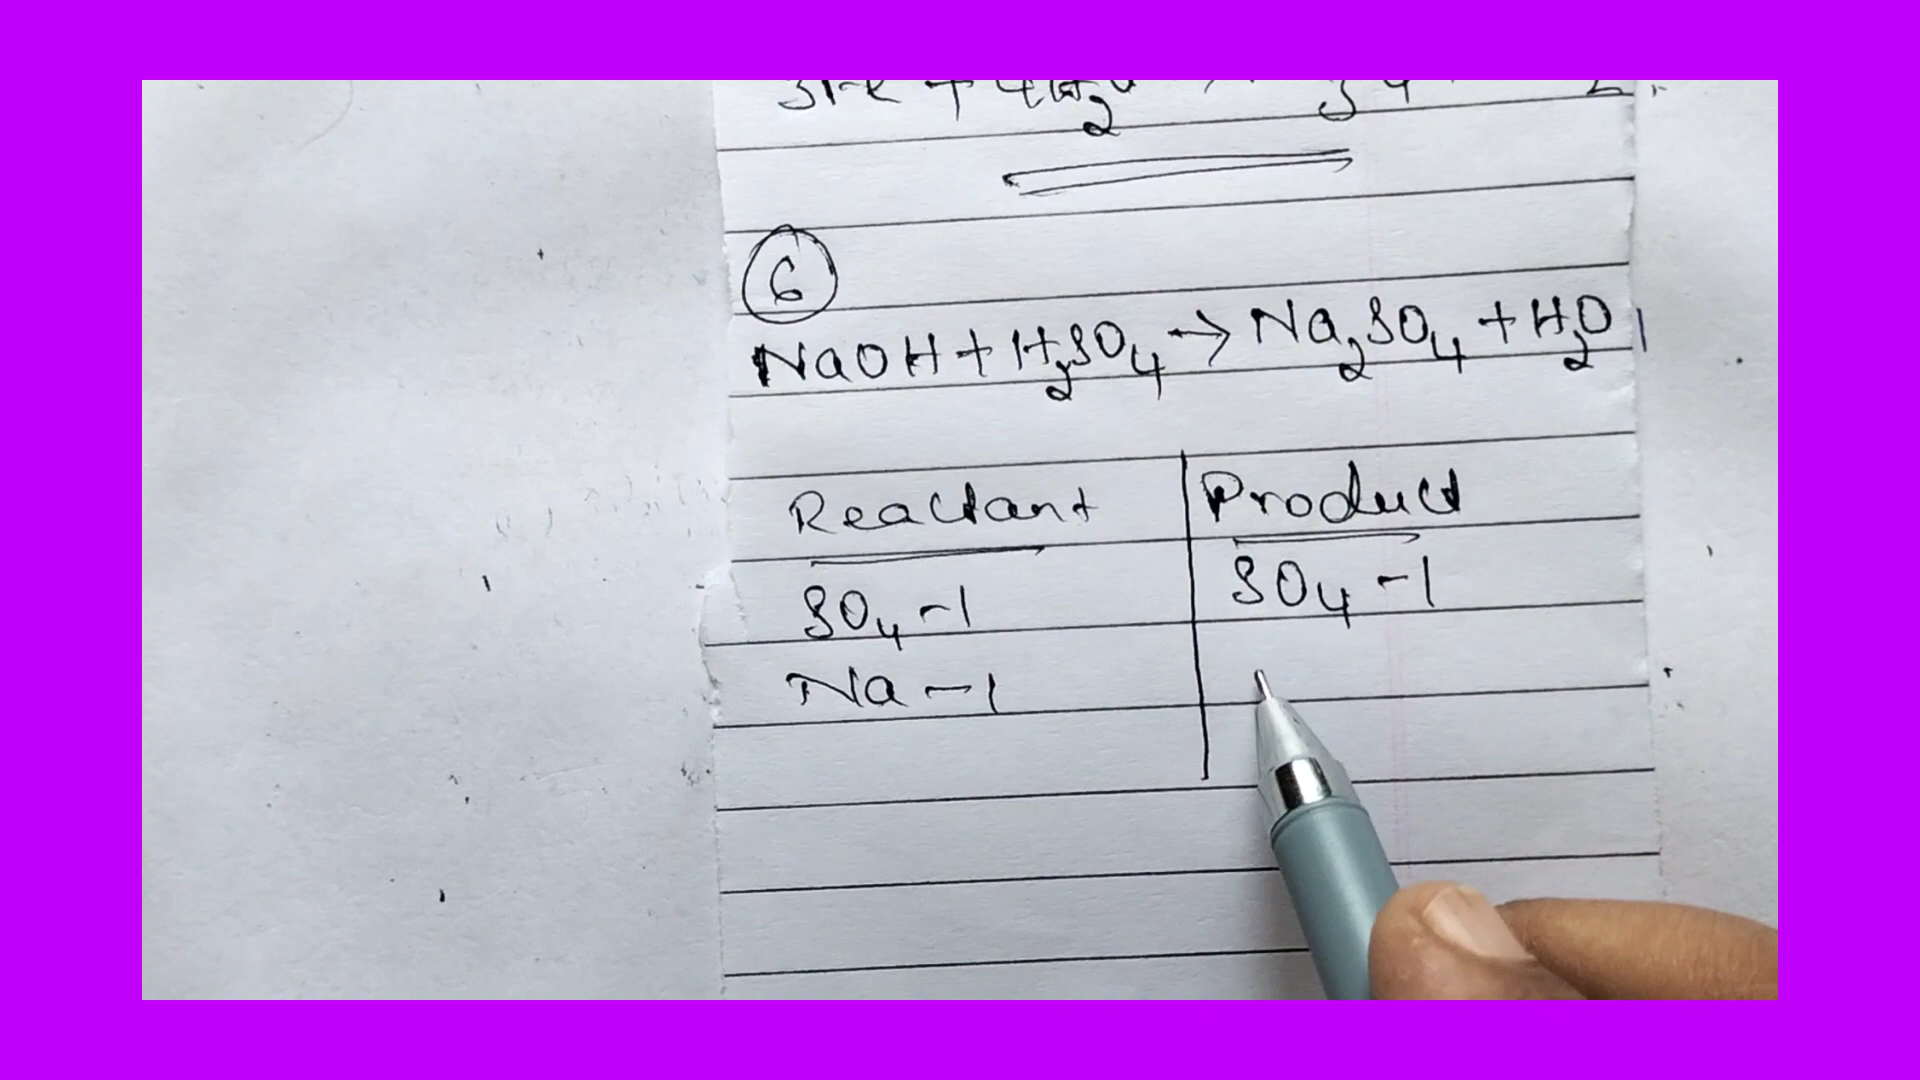 6
NaOH + H₂SO₄ → Na₂SO₄ + H₂O
Reactant Product
SO₄ - 1 SO₄ - 1
Na - 1